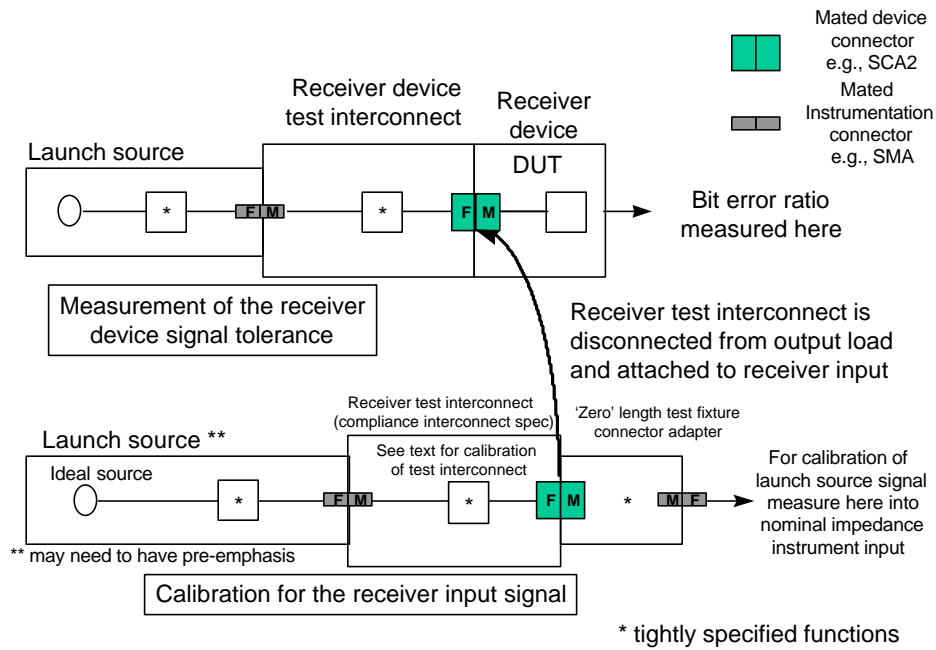 Mated device
connector
e.g., SCA2
Mated
Instrumentation
connector
e.g., SMA
Receiver device
test interconnect
Receiver
device
Launch source
DUT
*
F M
*
F M
Bit error ratio
measured here
Measurement of the receiver
device signal tolerance
Receiver test interconnect is
disconnected from output load
and attached to receiver input
Receiver test interconnect
(compliance interconnect spec)
'Zero' length test fixture
connector adapter
Launch source **
Ideal source
See text for calibration
of test interconnect
For calibration of
launch source signal
measure here into
nominal impedance
instrument input
*
F M
*
F M
*
M F
** may need to have pre-emphasis
Calibration for the receiver input signal
* tightly specified functions